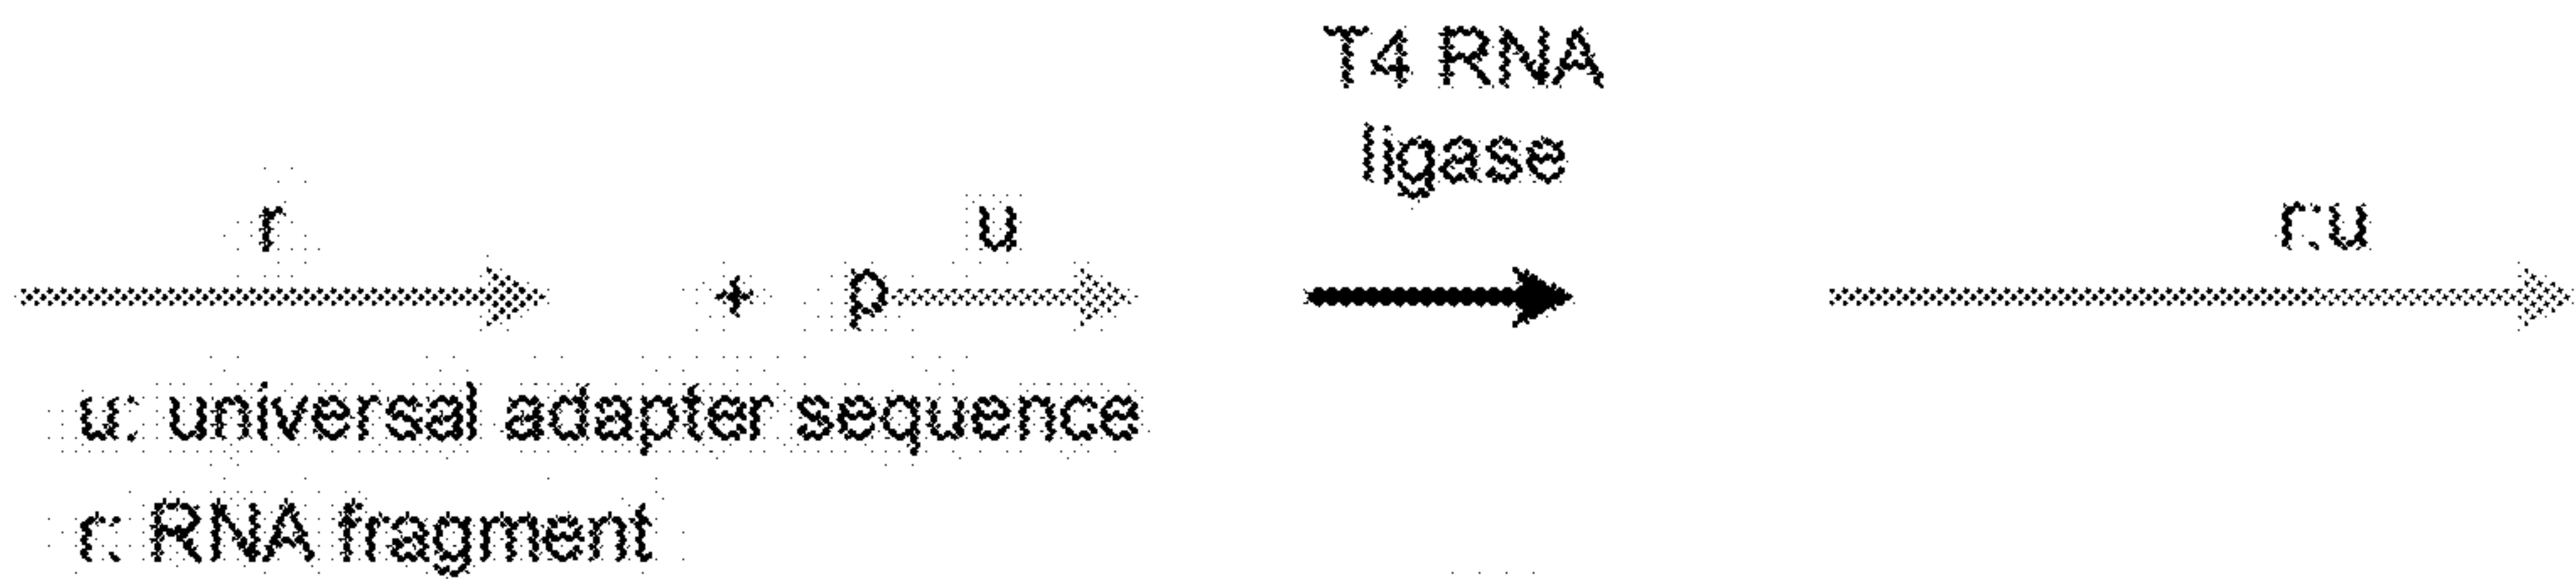 T4 RNA
ligase
r
u
r:u
+ p
u: universal adapter sequence
r: RNA fragment